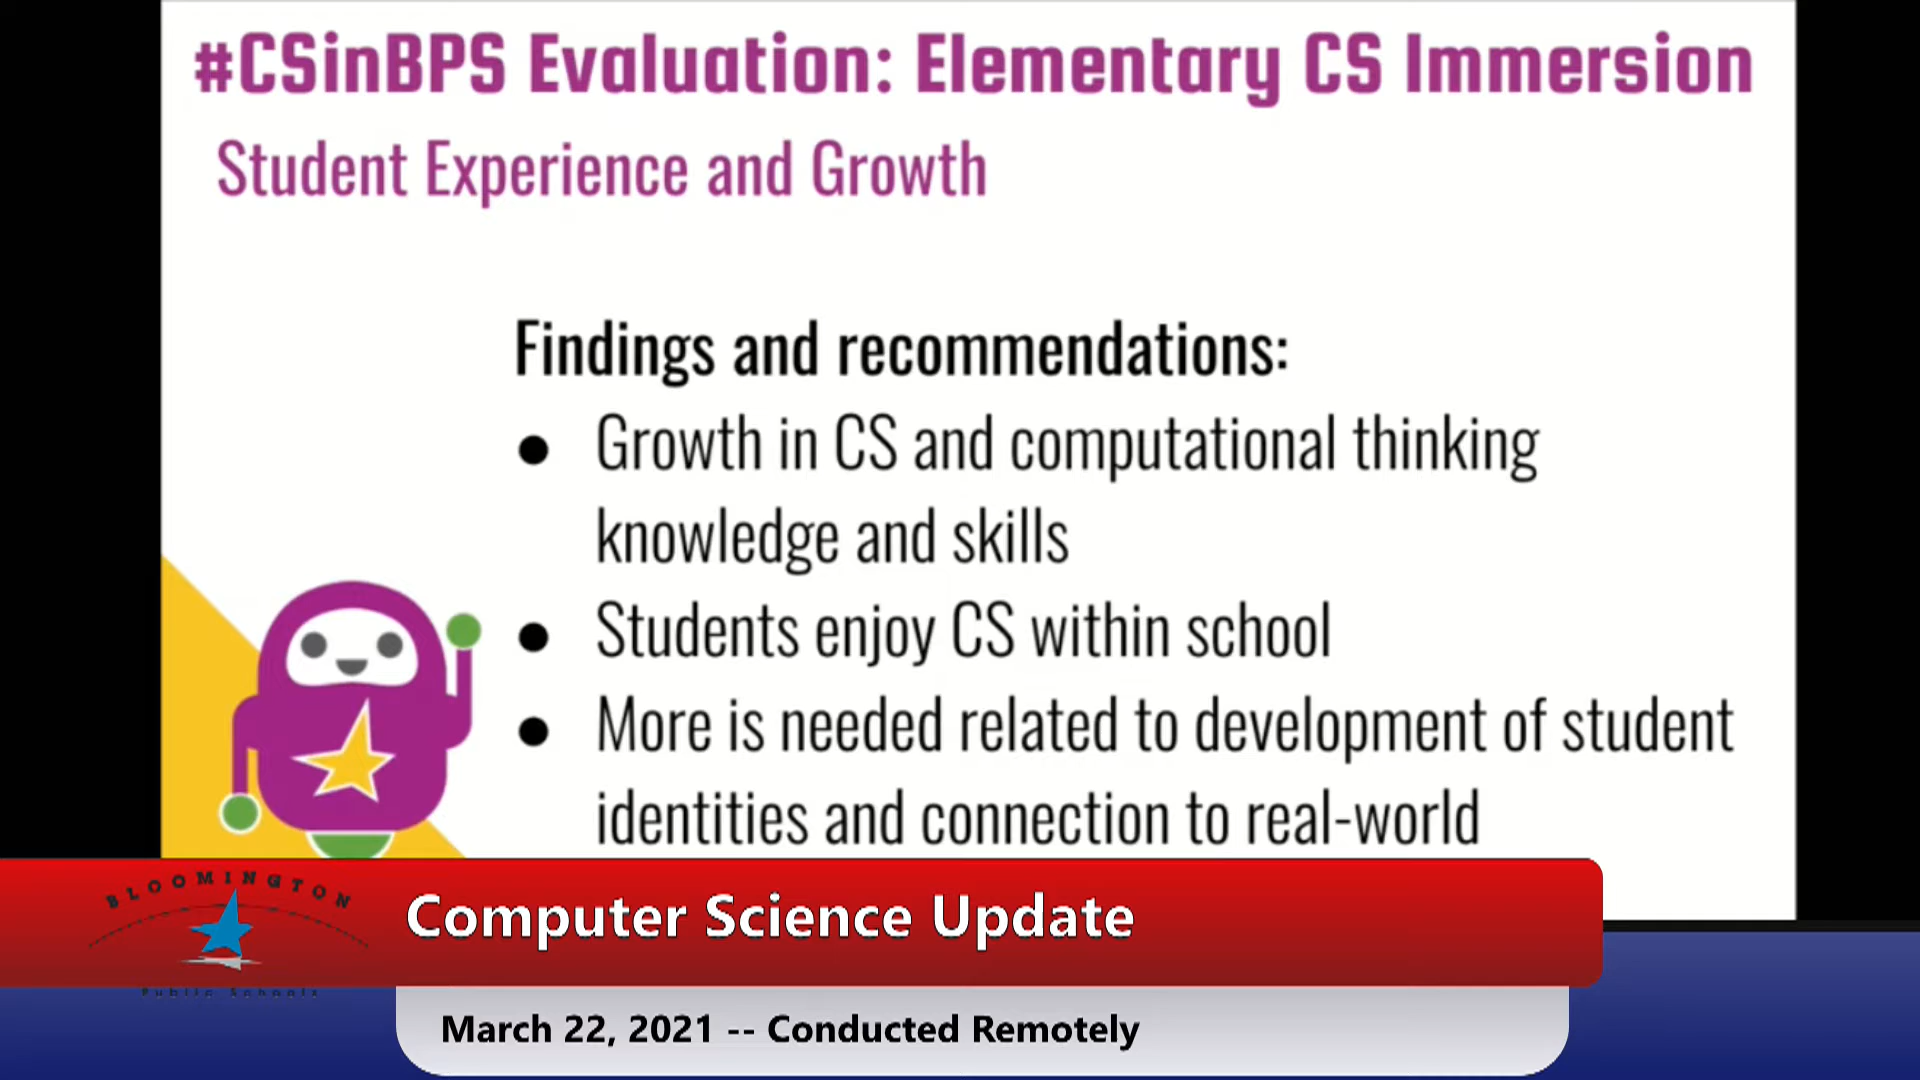 #CSinBPS Evaluation: Elementary CS Immersion
Student Experience and Growth
Findings and recommendations:
● Growth in CS and computational thinking
knowledge and skills
● Students enjoy CS within school
● More is needed related to development of student
identities and connection to real-world
BLOOMINGTON
Public Schools
Computer Science Update
March 22, 2021 -- Conducted Remotely